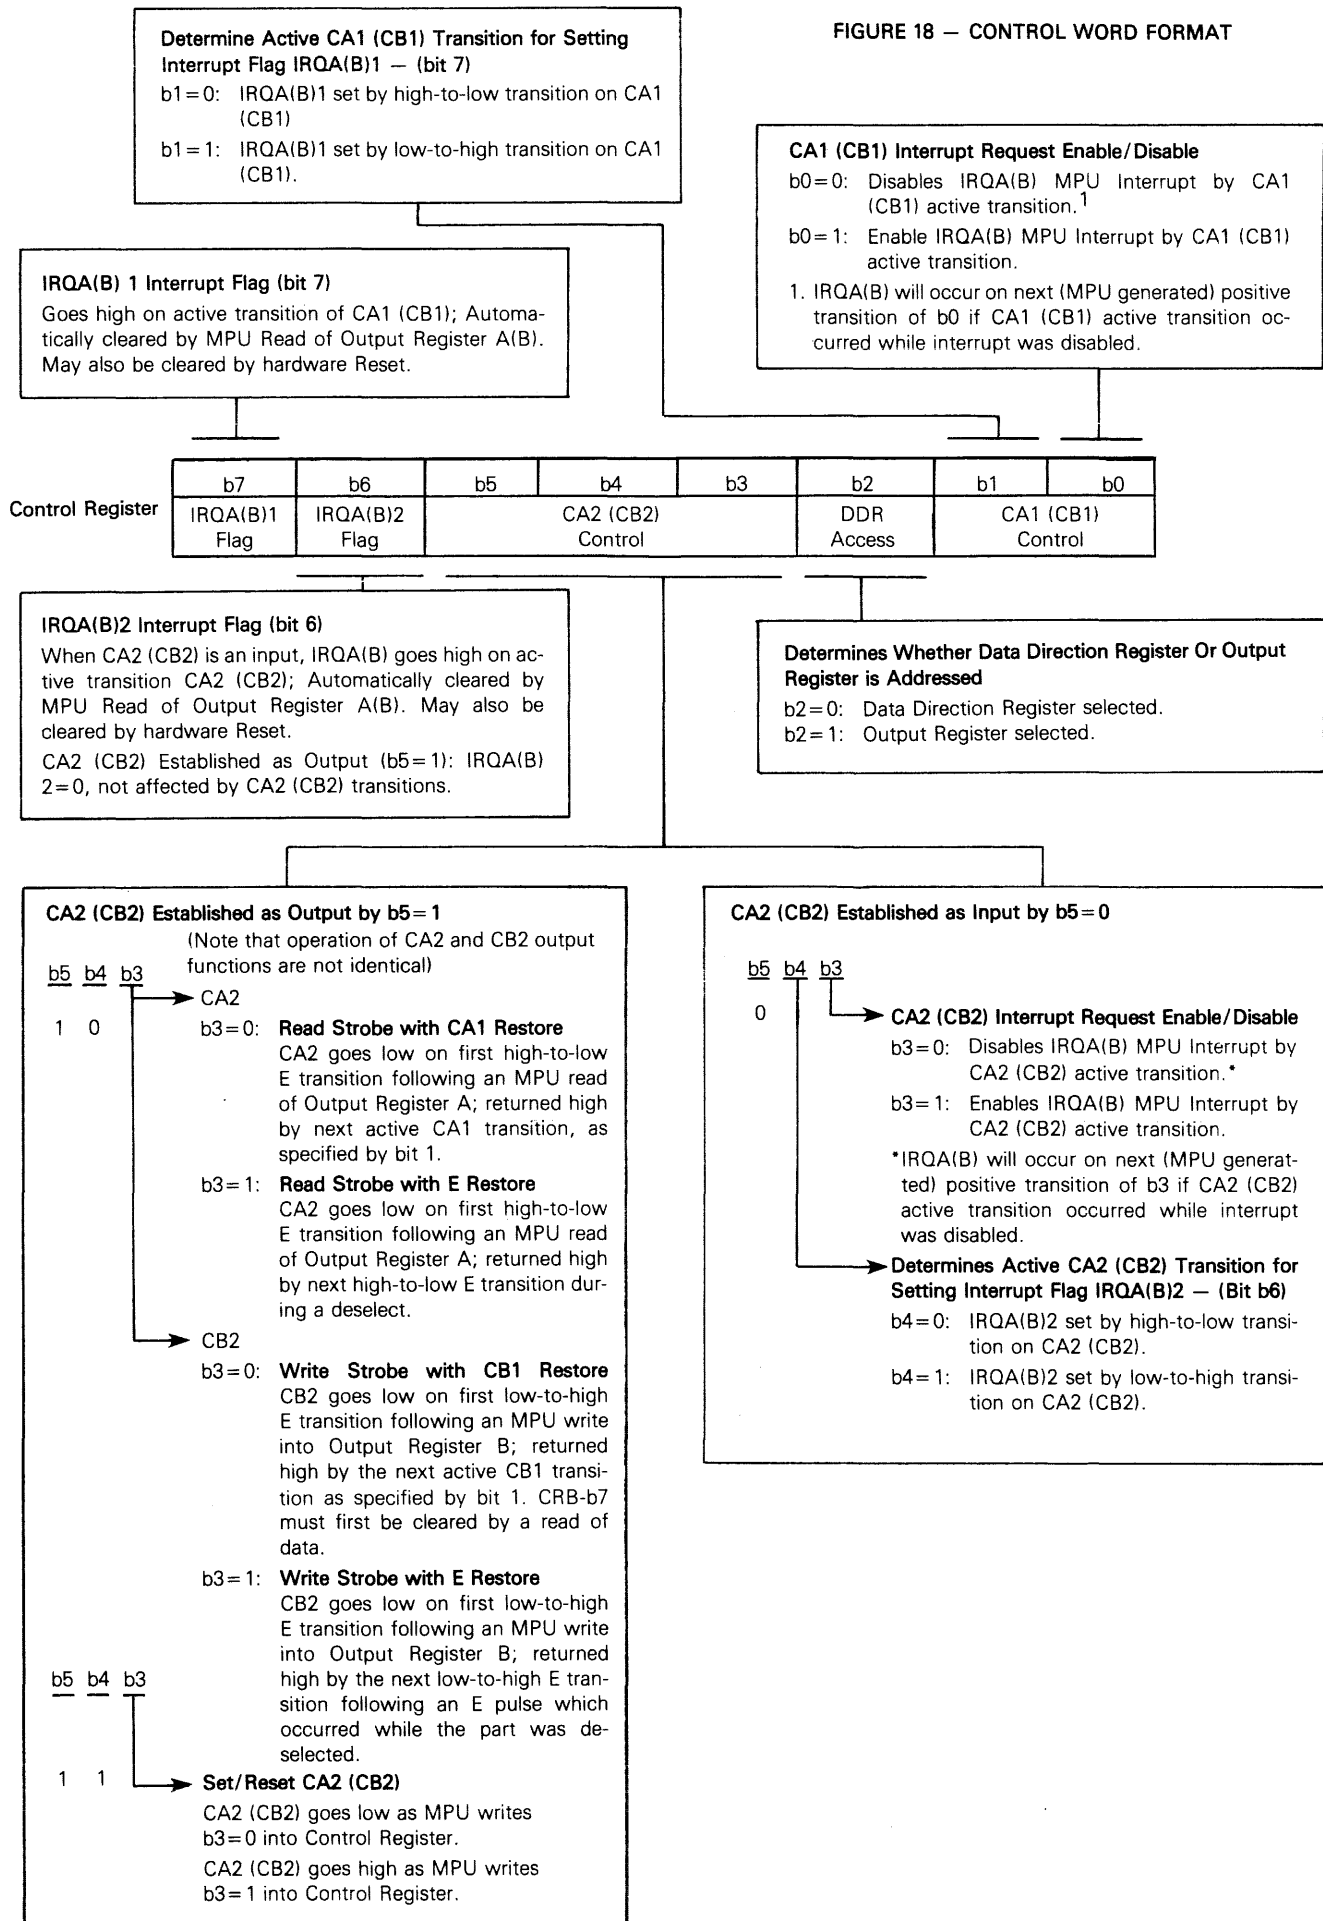 FIGURE 18 — CONTROL WORD FORMAT
Determine Active CA1 (CB1) Transition for Setting
Interrupt Flag IRQA(B)1 — (bit 7)
b1=0: IRQA(B)1 set by high-to-low transition on CA1
(CB1)
b1=1: IRQA(B)1 set by low-to-high transition on CA1
(CB1).
CA1 (CB1) Interrupt Request Enable/Disable
b0=0: Disables IRQA(B) MPU Interrupt by CA1
(CB1) active transition.1
b0=1: Enable IRQA(B) MPU Interrupt by CA1 (CB1)
active transition.
1. IRQA(B) will occur on next (MPU generated) positive
transition of b0 if CA1 (CB1) active transition oc-
curred while interrupt was disabled.
IRQA(B) 1 Interrupt Flag (bit 7)
Goes high on active transition of CA1 (CB1); Automa-
tically cleared by MPU Read of Output Register A(B).
May also be cleared by hardware Reset.
b7 b6 b5 b4 b3 b2 b1 b0
Control Register
IRQA(B)1 IRQA(B)2 CA2 (CB2) DDR CA1 (CB1)
Flag Flag Control Access Control
IRQA(B)2 Interrupt Flag (bit 6)
When CA2 (CB2) is an input, IRQA(B) goes high on ac-
tive transition CA2 (CB2); Automatically cleared by
MPU Read of Output Register A(B). May also be
cleared by hardware Reset.
CA2 (CB2) Established as Output (b5=1): IRQA(B)
2=0, not affected by CA2 (CB2) transitions.
Determines Whether Data Direction Register Or Output
Register is Addressed
b2=0: Data Direction Register selected.
b2=1: Output Register selected.
CA2 (CB2) Established as Output by b5=1
(Note that operation of CA2 and CB2 output
functions are not identical)
b5 b4 b3
CA2
1 0
b3=0: Read Strobe with CA1 Restore
CA2 goes low on first high-to-low
E transition following an MPU read
of Output Register A; returned high
by next active CA1 transition, as
specified by bit 1.
b3=1: Read Strobe with E Restore
CA2 goes low on first high-to-low
E transition following an MPU read
of Output Register A; returned high
by next high-to-low E transition dur-
ing a deselect.
CB2
b3=0: Write Strobe with CB1 Restore
CB2 goes low on first low-to-high
E transition following an MPU write
into Output Register B; returned
high by the next active CB1 transi-
tion as specified by bit 1. CRB-b7
must first be cleared by a read of
data.
b3=1: Write Strobe with E Restore
CB2 goes low on first low-to-high
E transition following an MPU write
into Output Register B; returned
high by the next low-to-high E tran-
sition following an E pulse which
occurred while the part was de-
selected.
b5 b4 b3
1 1
Set/Reset CA2 (CB2)
CA2 (CB2) goes low as MPU writes
b3=0 into Control Register.
CA2 (CB2) goes high as MPU writes
b3=1 into Control Register.
CA2 (CB2) Established as Input by b5=0
b5 b4 b3
0
CA2 (CB2) Interrupt Request Enable/Disable
b3=0: Disables IRQA(B) MPU Interrupt by
CA2 (CB2) active transition.*
b3=1: Enables IRQA(B) MPU Interrupt by
CA2 (CB2) active transition.
*IRQA(B) will occur on next (MPU generat-
ted) positive transition of b3 if CA2 (CB2)
active transition occurred while interrupt
was disabled.
Determines Active CA2 (CB2) Transition for
Setting Interrupt Flag IRQA(B)2 — (Bit b6)
b4=0: IRQA(B)2 set by high-to-low transi-
tion on CA2 (CB2).
b4=1: IRQA(B)2 set by low-to-high transi-
tion on CA2 (CB2).